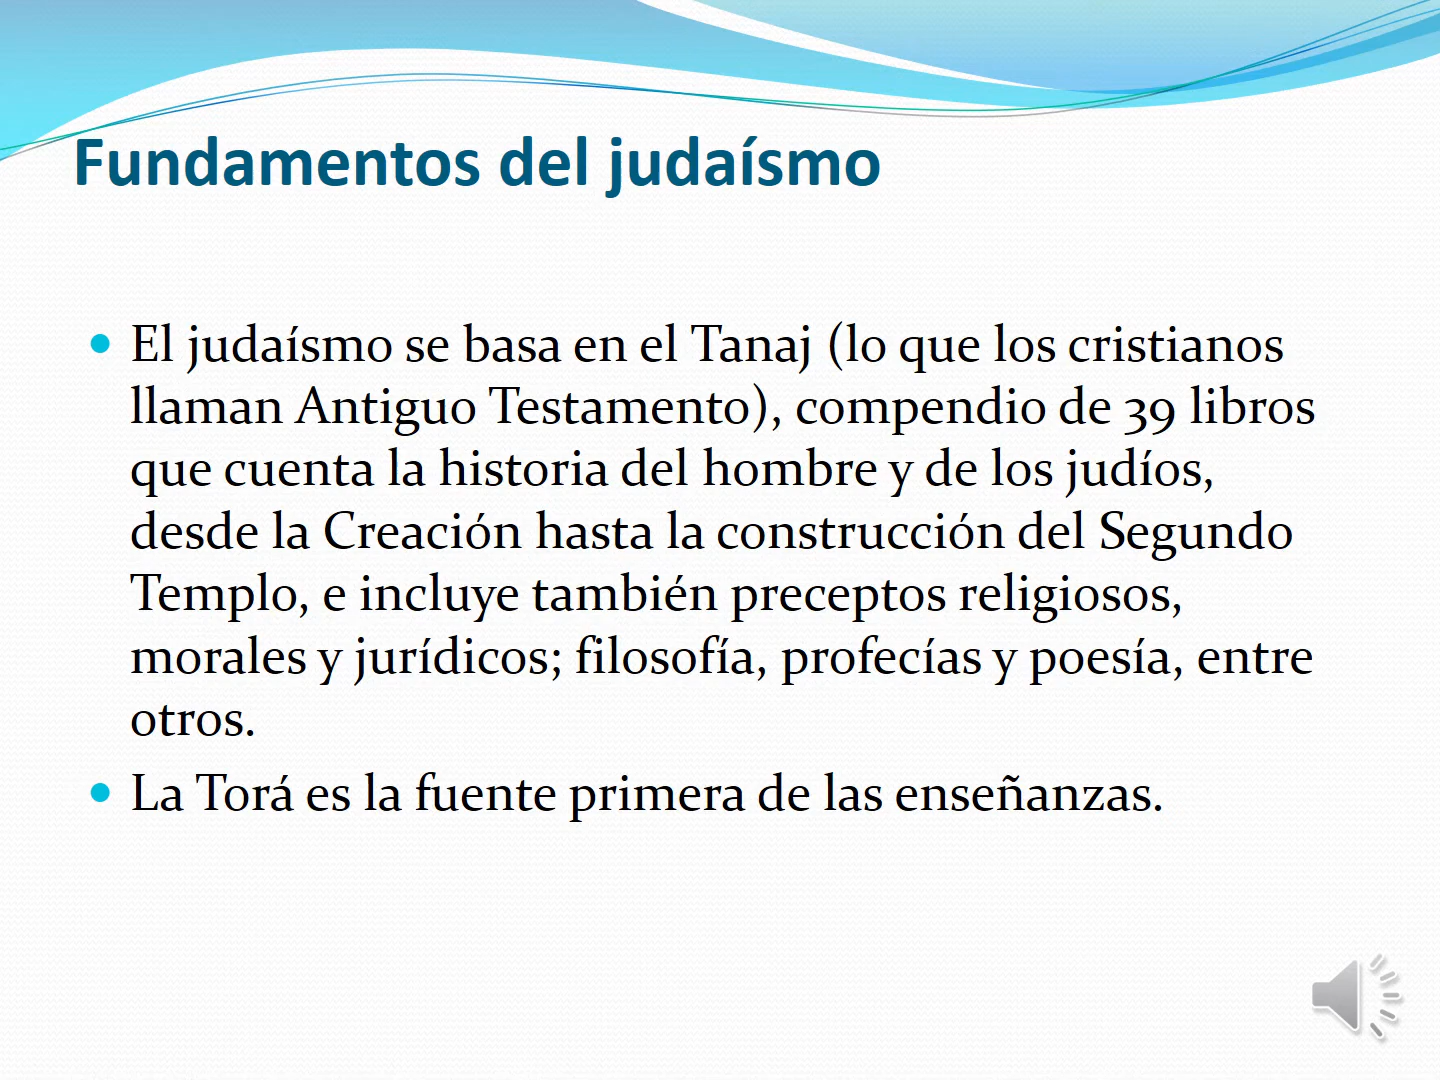 Fundamentos del judaísmo
• El judaísmo se basa en el Tanaj (lo que los cristianos
llaman Antiguo Testamento), compendio de 39 libros
que cuenta la historia del hombre y de los judíos,
desde la Creación hasta la construcción del Segundo
Templo, e incluye también preceptos religiosos,
morales y jurídicos; filosofía, profecías y poesía, entre
otros.
• La Torá es la fuente primera de las enseñanzas.